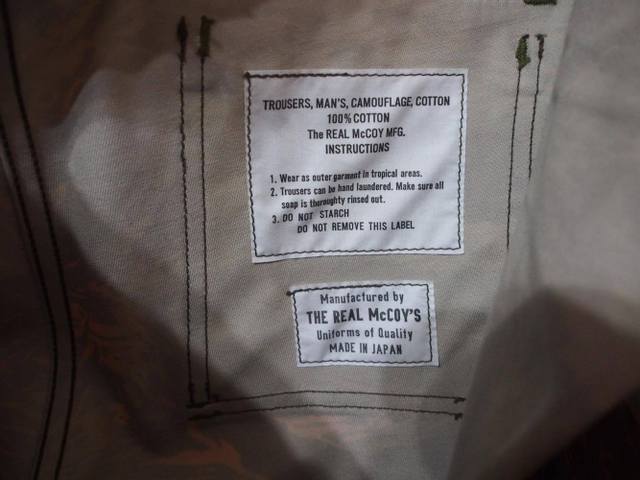 TROUSERS, MAN'S, CAMOUFLAGE, COTTON
100% COTTON
The REAL McCOY MFG.
INSTRUCTIONS
1. Wear as outer garment in tropical areas.
2. Trousers can be hand laundered. Make sure all
soap is thoroughty rinsed out.
3. DO NOT STARCH
DO NOT REMOVE THIS LABEL
Manufactured by
THE REAL McCOY'S
Uniforms of Quality
MADE IN JAPAN